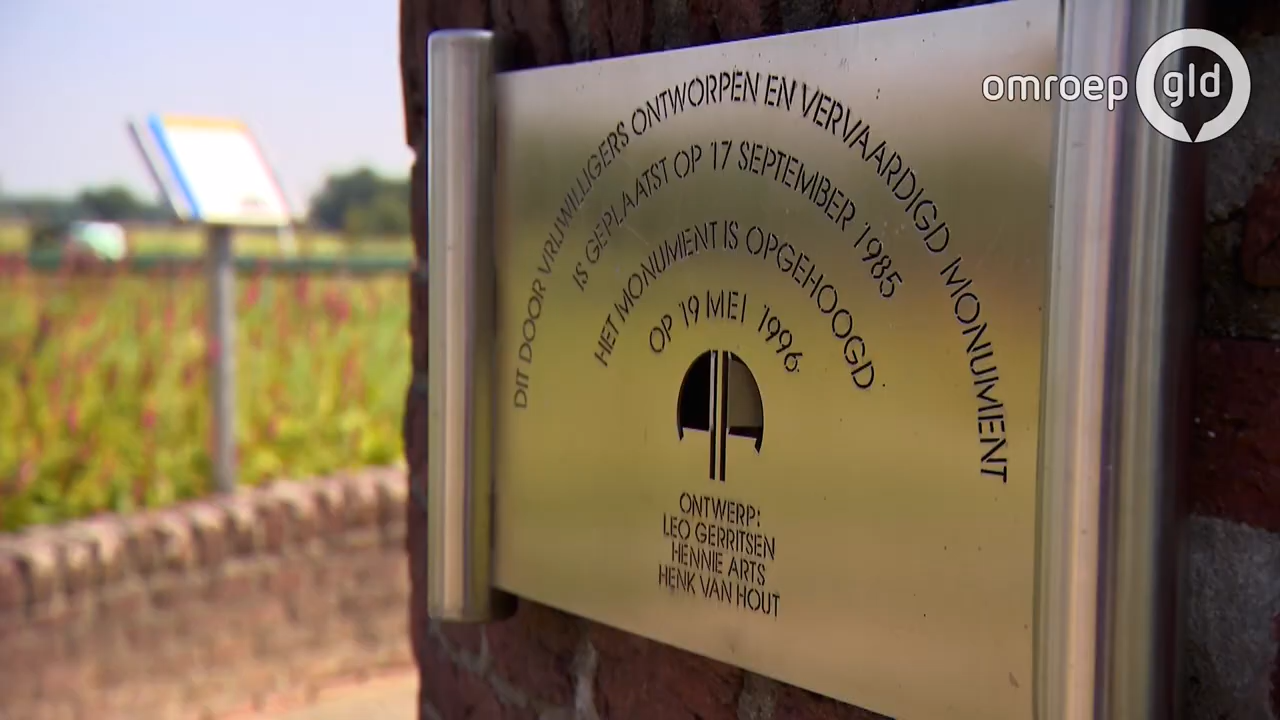 omroep gld
DIT DOOR VRIJWILLIGERS ONTWORPEN EN VERVAARDIGD MONUMENT
IS GEPLAATST OP 17 SEPTEMBER 1985
HET MONUMENT IS OPGEHOOGD
OP 19 MEI 1996.
ONTWERP:
LEO GERRITSEN
HENNIE ARTS
HENK VAN HOUT